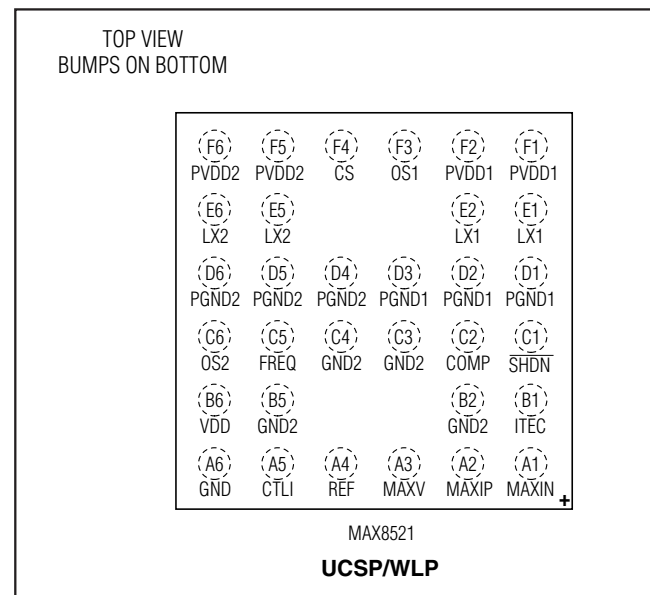 TOP VIEW
BUMPS ON BOTTOM
F6 F5 F4 F3 F2 F1
PVDD2 PVDD2 CS OS1 PVDD1 PVDD1
E6 E5 E2 E1
LX2 LX2 LX1 LX1
D6 D5 D4 D3 D2 D1
PGND2 PGND2 PGND2 PGND1 PGND1 PGND1
C6 C5 C4 C3 C2 C1
OS2 FREQ GND2 GND2 COMP SHDN
B6 B5 B2 B1
VDD GND2 GND2 ITEC
A6 A5 A4 A3 A2 A1
GND CTLI REF MAXV MAXIP MAXIN
+
MAX8521
UCSP/WLP